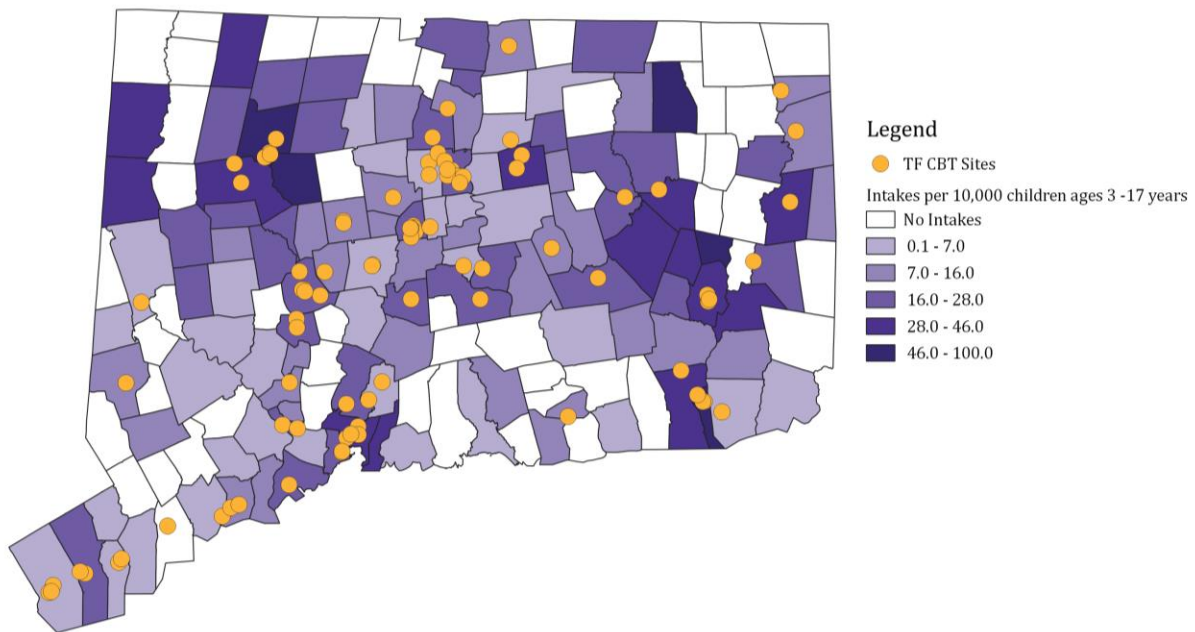 Legend
TF CBT Sites
Intakes per 10,000 children ages 3 -17 years
No Intakes
0.1 - 7.0
7.0 - 16.0
16.0 - 28.0
28.0 - 46.0
46.0 - 100.0